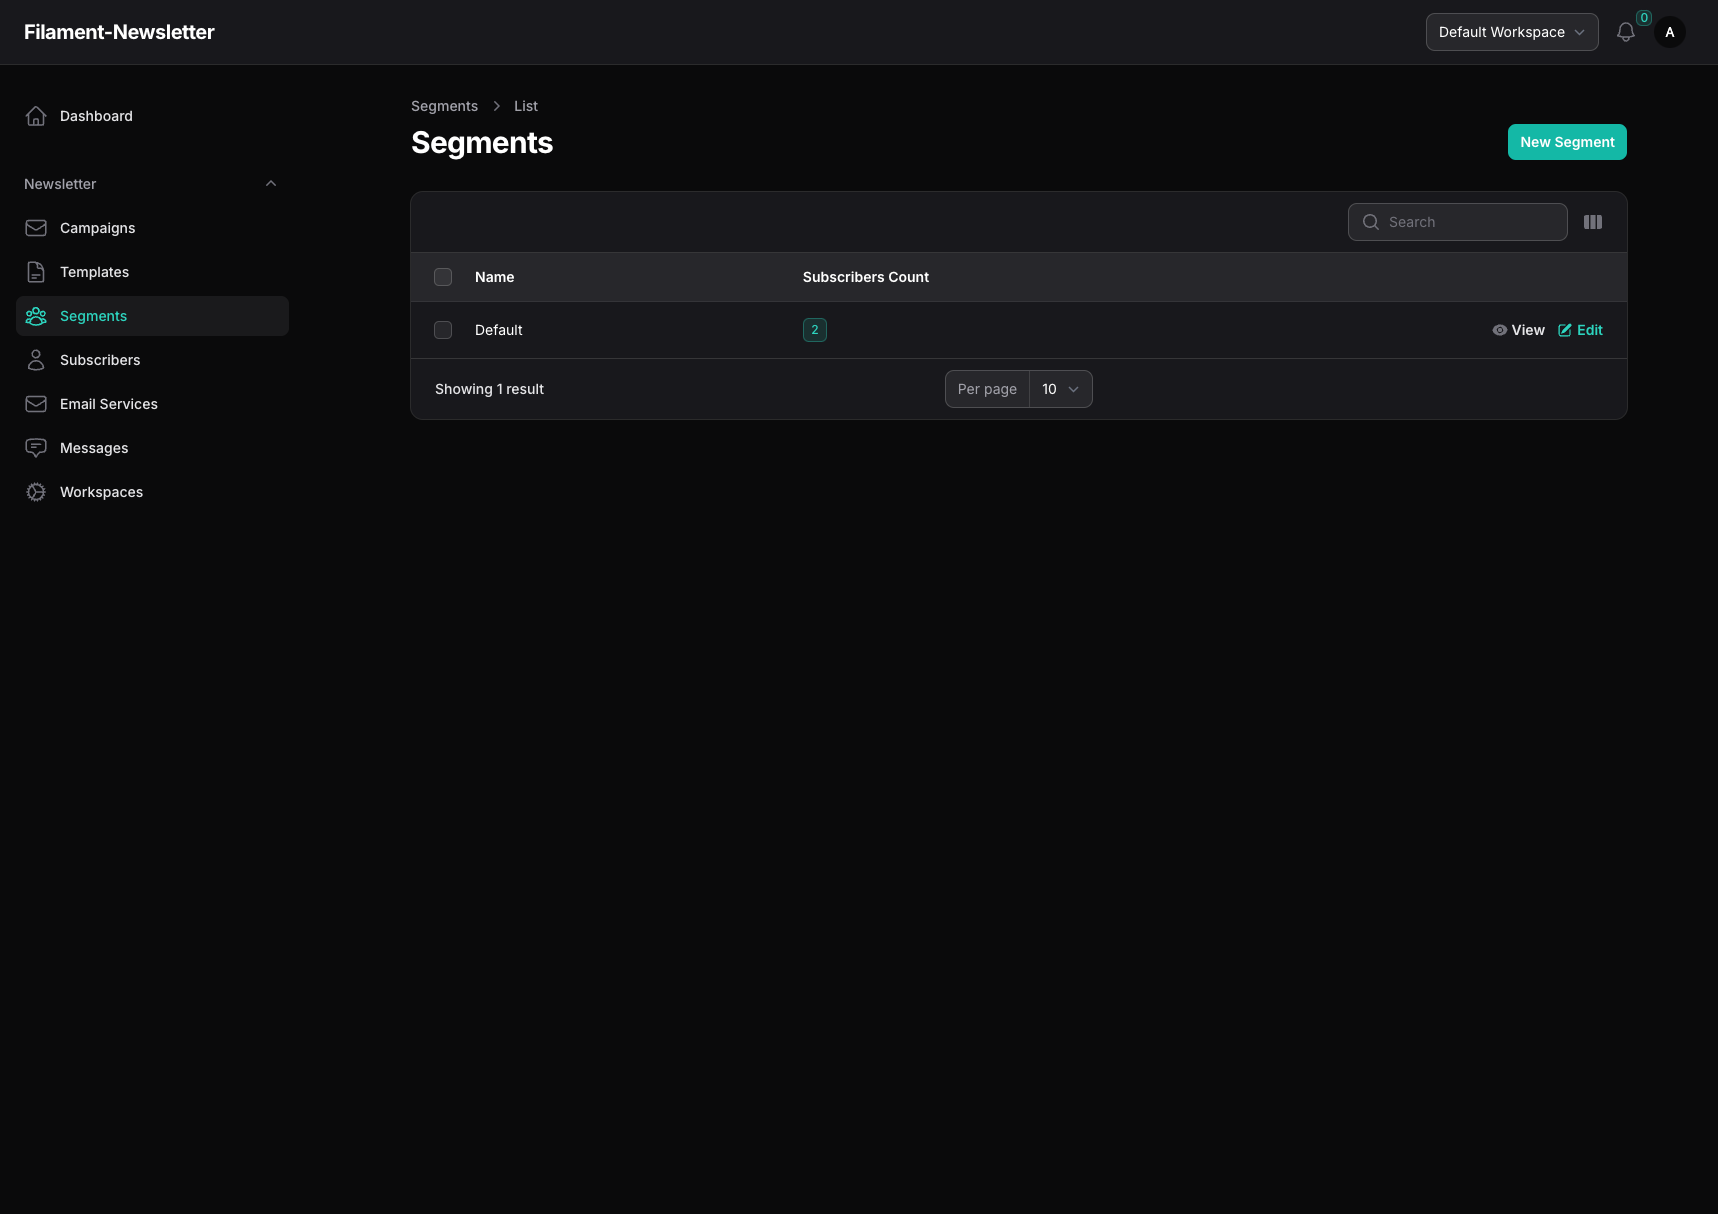 Filament-Newsletter
Default Workspace
0
A
Dashboard
Newsletter
Campaigns
Templates
Segments
Subscribers
Email Services
Messages
Workspaces
Segments List
Segments
New Segment
Search
Name Subscribers Count
Default 2 View Edit
Showing 1 result Per page 10